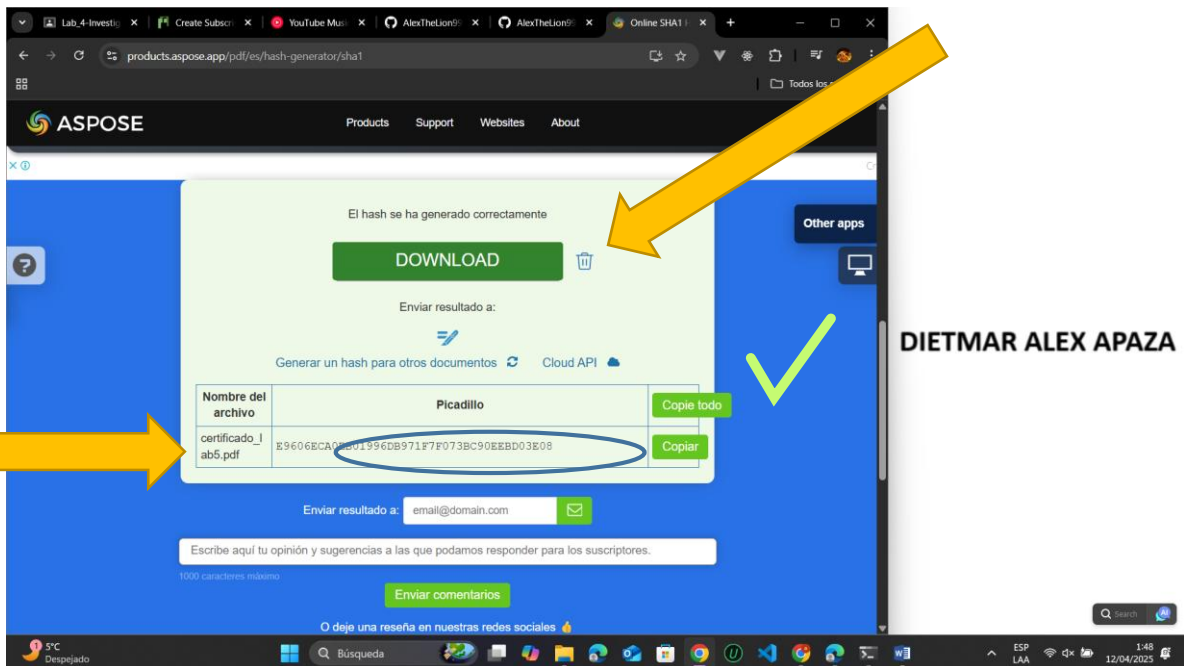 Lab_4-Investig
Create Subscri
YouTube Musi
AlexTheLion9
AlexTheLion9
Online SHA1 H
products.aspose.app/pdf/es/hash-generator/sha1
Todos los
ASPOSE
Products Support Websites About
El hash se ha generado correctamente
Other apps
DOWNLOAD
Enviar resultado a:
Generar un hash para otros documentos Cloud API
DIETMAR ALEX APAZA
Nombre del archivo Picadillo Copie todo
certificado_lab5.pdf Copiar
Enviar resultado a: email@domain.com
Escribe aquí tu opinión y sugerencias a las que podamos responder para los suscriptores.
1000 caracteres máximo
Enviar comentarios
O deje una reseña en nuestras redes sociales
Search
5°C
Despejado
Búsqueda
ESP
LAA
1:48
12/04/2025